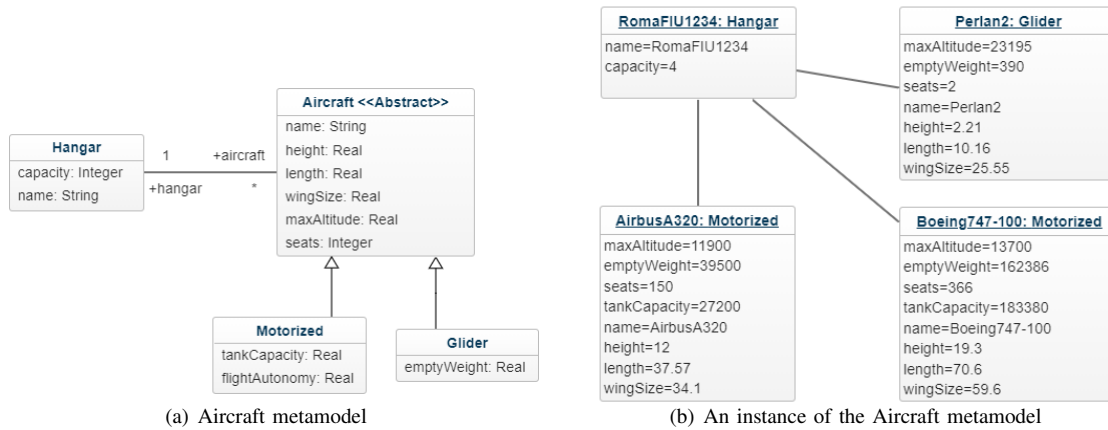 Hangar
capacity: Integer
name: String
1
+aircraft
+hangar
*
Aircraft <<Abstract>>
name: String
height: Real
length: Real
wingSize: Real
maxAltitude: Real
seats: Integer
Motorized
tankCapacity: Real
flightAutonomy: Real
Glider
emptyWeight: Real
(a) Aircraft metamodel
RomaFIU1234: Hangar
name=RomaFIU1234
capacity=4
Perlan2: Glider
maxAltitude=23195
emptyWeight=390
seats=2
name=Perlan2
height=2.21
length=10.16
wingSize=25.55
AirbusA320: Motorized
maxAltitude=11900
emptyWeight=39500
seats=150
tankCapacity=27200
name=AirbusA320
height=12
length=37.57
wingSize=34.1
Boeing747-100: Motorized
maxAltitude=13700
emptyWeight=162386
seats=366
tankCapacity=183380
name=Boeing747-100
height=19.3
length=70.6
wingSize=59.6
(b) An instance of the Aircraft metamodel